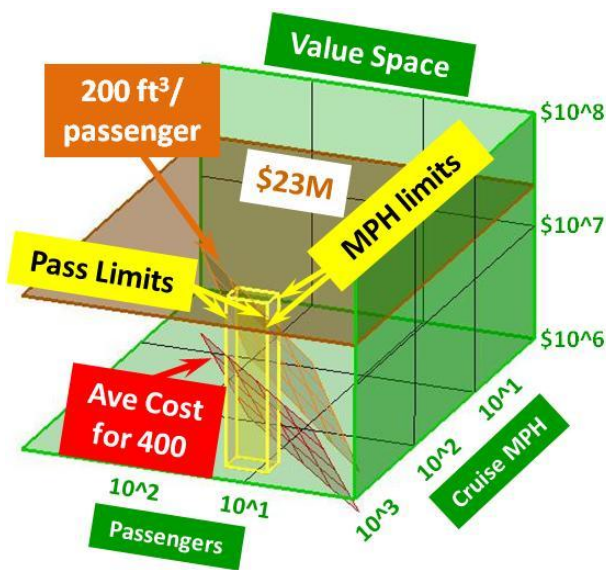 Value Space
200 ft³/
passenger
$10^8
$23M
MPH limits
$10^7
Pass Limits
$10^6
Ave Cost
for 400
10^1
10^2
10^3
Cruise MPH
10^2
10^1
Passengers